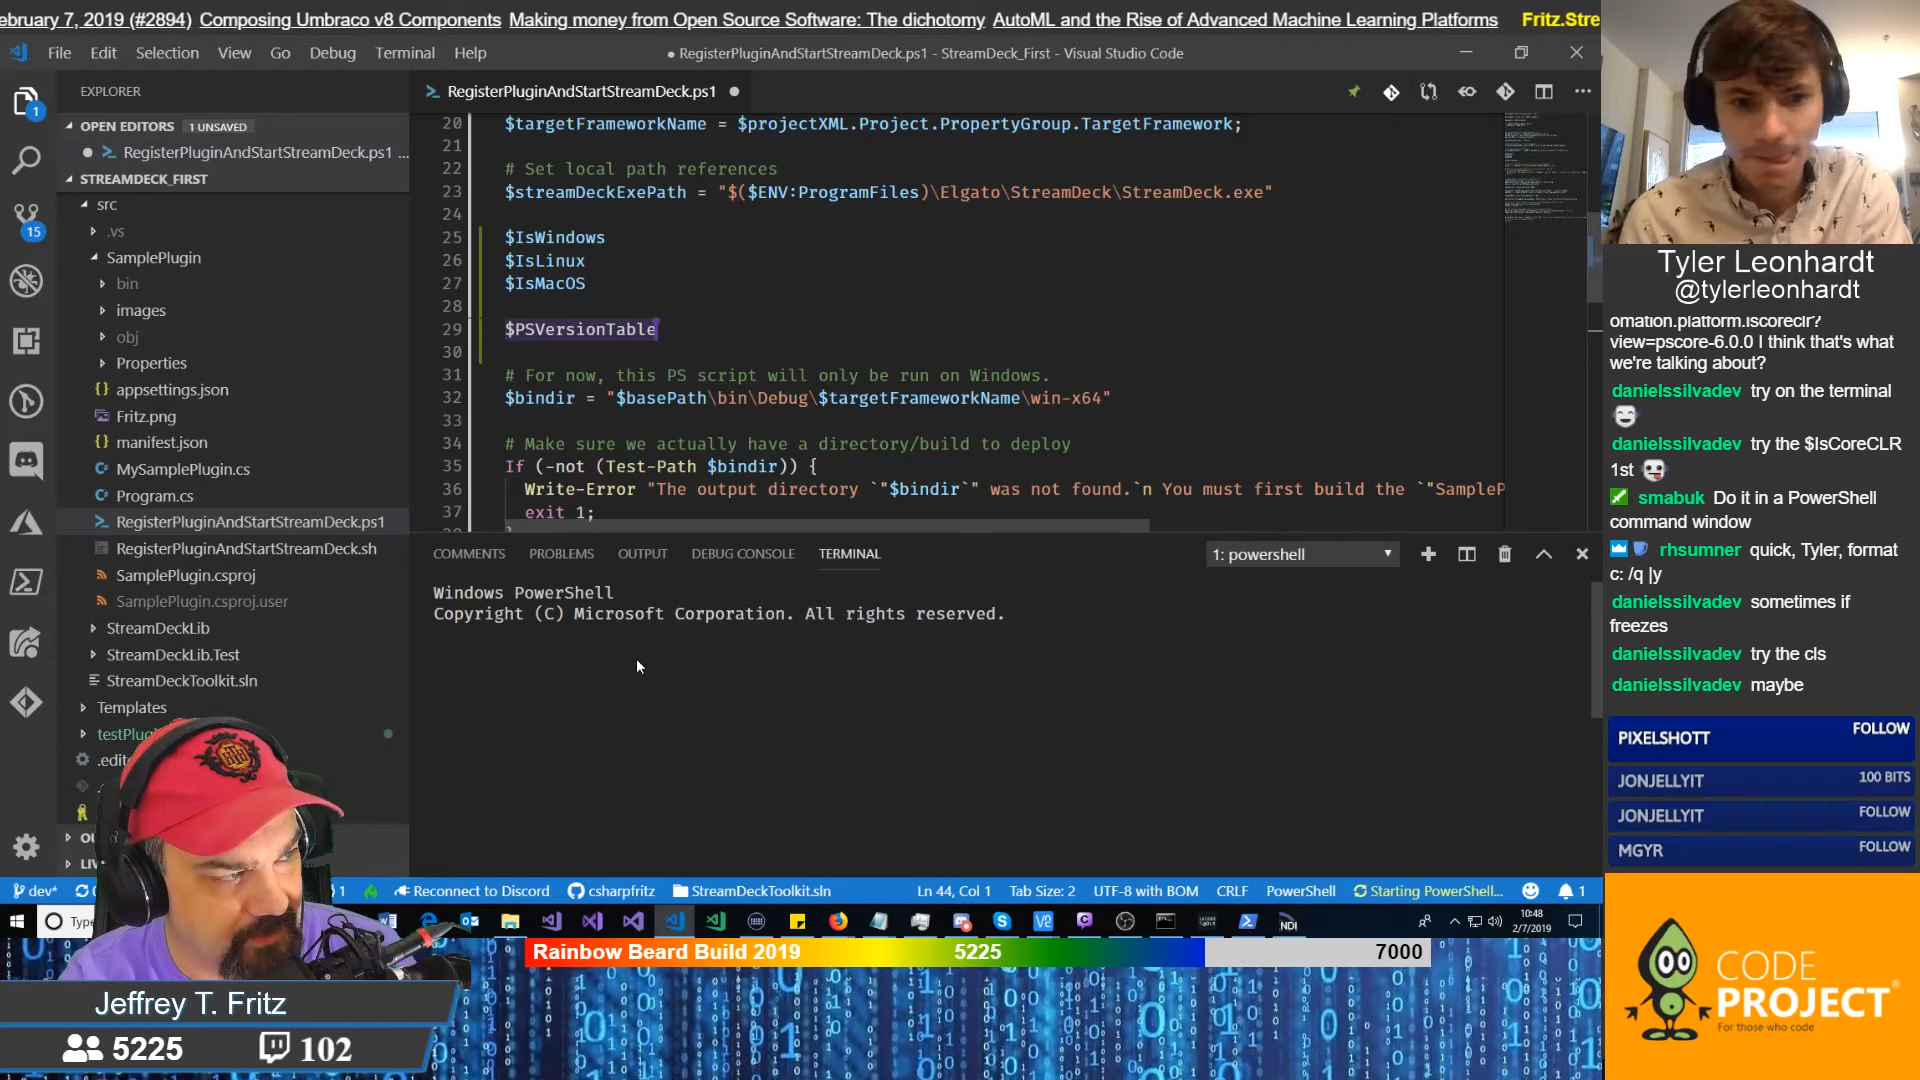 ebruary 7, 2019 (#2894) Composing Umbraco v8 Components Making money from Open Source Software: The dichotomy AutoML and the Rise of Advanced Machine Learning Platforms Fritz.Stre
File Edit Selection View Go Debug Terminal Help
● RegisterPluginAndStartStreamDeck.ps1 - StreamDeck_First - Visual Studio Code
EXPLORER
OPEN EDITORS 1 UNSAVED
RegisterPluginAndStartStreamDeck.ps1 ...
STREAMDECK_FIRST
src
.vs
SamplePlugin
bin
images
obj
Properties
appsettings.json
Fritz.png
manifest.json
MySamplePlugin.cs
Program.cs
RegisterPluginAndStartStreamDeck.ps1
RegisterPluginAndStartStreamDeck.sh
SamplePlugin.csproj
SamplePlugin.csproj.user
StreamDeckLib
StreamDeckLib.Test
StreamDeckToolkit.sln
Templates
testPlu
.edit
OU
LIV
1
15
RegisterPluginAndStartStreamDeck.ps1
20 $targetFrameworkName = $projectXML.Project.PropertyGroup.TargetFramework;
21
22 # Set local path references
23 $streamDeckExePath = "$($ENV:ProgramFiles)\Elgato\StreamDeck\StreamDeck.exe"
24
25 $IsWindows
26 $IsLinux
27 $IsMacOS
28
29 $PSVersionTable
30
31 # For now, this PS script will only be run on Windows.
32 $bindir = "$basePath\bin\Debug\$targetFrameworkName\win-x64"
33
34 # Make sure we actually have a directory/build to deploy
35 If (-not (Test-Path $bindir)) {
36 Write-Error "The output directory `"$bindir`" was not found.`n You must first build the `"SampleP
37 exit 1;
COMMENTS PROBLEMS OUTPUT DEBUG CONSOLE TERMINAL
1: powershell
Windows PowerShell
Copyright (C) Microsoft Corporation. All rights reserved.
dev* 0 1 Reconnect to Discord csharpfritz StreamDeckToolkit.sln Ln 44, Col 1 Tab Size: 2 UTF-8 with BOM CRLF PowerShell Starting PowerShell... 1
Type
NDI
10:48
2/7/2019
Rainbow Beard Build 2019 5225 7000
Jeffrey T. Fritz
5225 102
Tyler Leonhardt
@tylerleonhardt
omation.platform.iscoreclr?
view=pscore-6.0.0 I think that's what
we're talking about?
danielssilvadev try on the terminal
danielssilvadev try the $IsCoreCLR
1st
smabuk Do it in a PowerShell
command window
rhsumner quick, Tyler, format
c: /q |y
danielssilvadev sometimes if
freezes
danielssilvadev try the cls
danielssilvadev maybe
PIXELSHOTT FOLLOW
JONJELLYIT 100 BITS
JONJELLYIT FOLLOW
MGYR FOLLOW
CODE
PROJECT®
For those who code